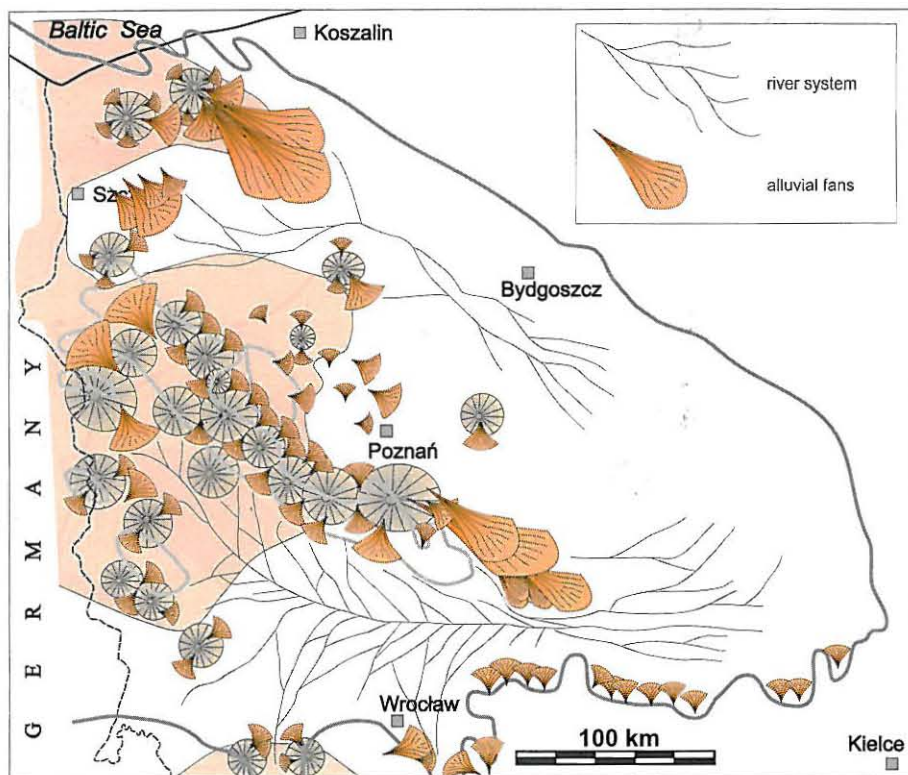 Baltic Sea
Koszalin
river system
alluvial fans
Bydgoszcz
Poznań
GERMANY
Wrocław
100 km
Kielce